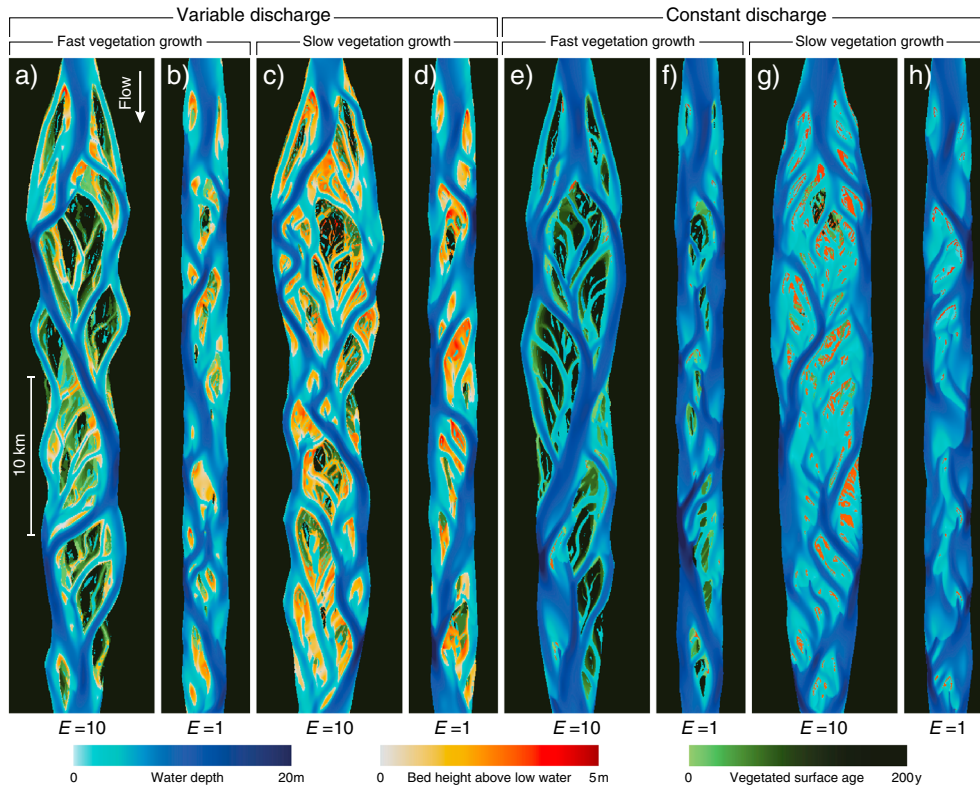 Variable discharge
Constant discharge
Fast vegetation growth
Slow vegetation growth
Fast vegetation growth
Slow vegetation growth
a)
b)
c)
d)
e)
f)
g)
h)
Flow
10 km
E=10
E=1
E=10
E=1
E=10
E=1
E=10
E=1
0 Water depth 20m
0 Bed height above low water 5m
0 Vegetated surface age 200y